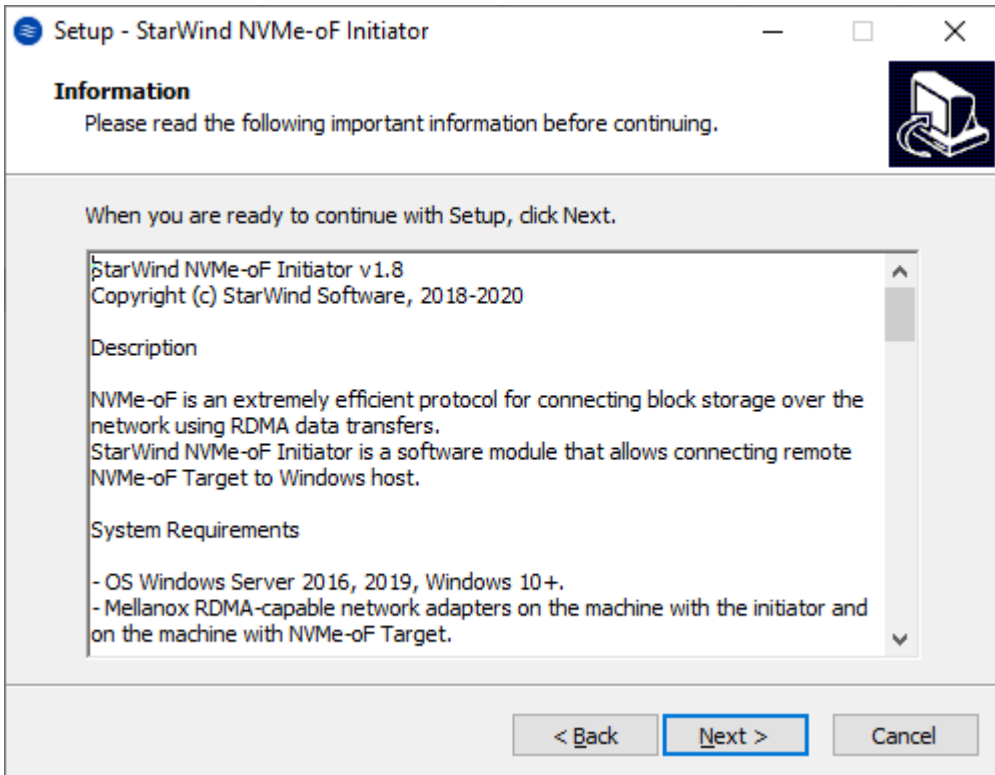 Setup - StarWind NVMe-oF Initiator
Information
Please read the following important information before continuing.
When you are ready to continue with Setup, click Next.
StarWind NVMe-oF Initiator v1.8
Copyright (c) StarWind Software, 2018-2020
Description
NVMe-oF is an extremely efficient protocol for connecting block storage over the
network using RDMA data transfers.
StarWind NVMe-oF Initiator is a software module that allows connecting remote
NVMe-oF Target to Windows host.
System Requirements
- OS Windows Server 2016, 2019, Windows 10+.
- Mellanox RDMA-capable network adapters on the machine with the initiator and
on the machine with NVMe-oF Target.
< Back Next > Cancel